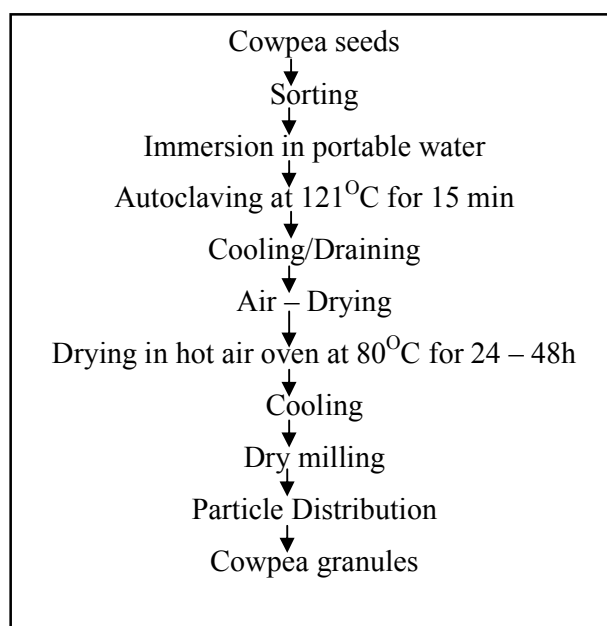 Cowpea seeds
Sorting
Immersion in portable water
Autoclaving at 121ᴼC for 15 min
Cooling/Draining
Air – Drying
Drying in hot air oven at 80ᴼC for 24 – 48h
Cooling
Dry milling
Particle Distribution
Cowpea granules